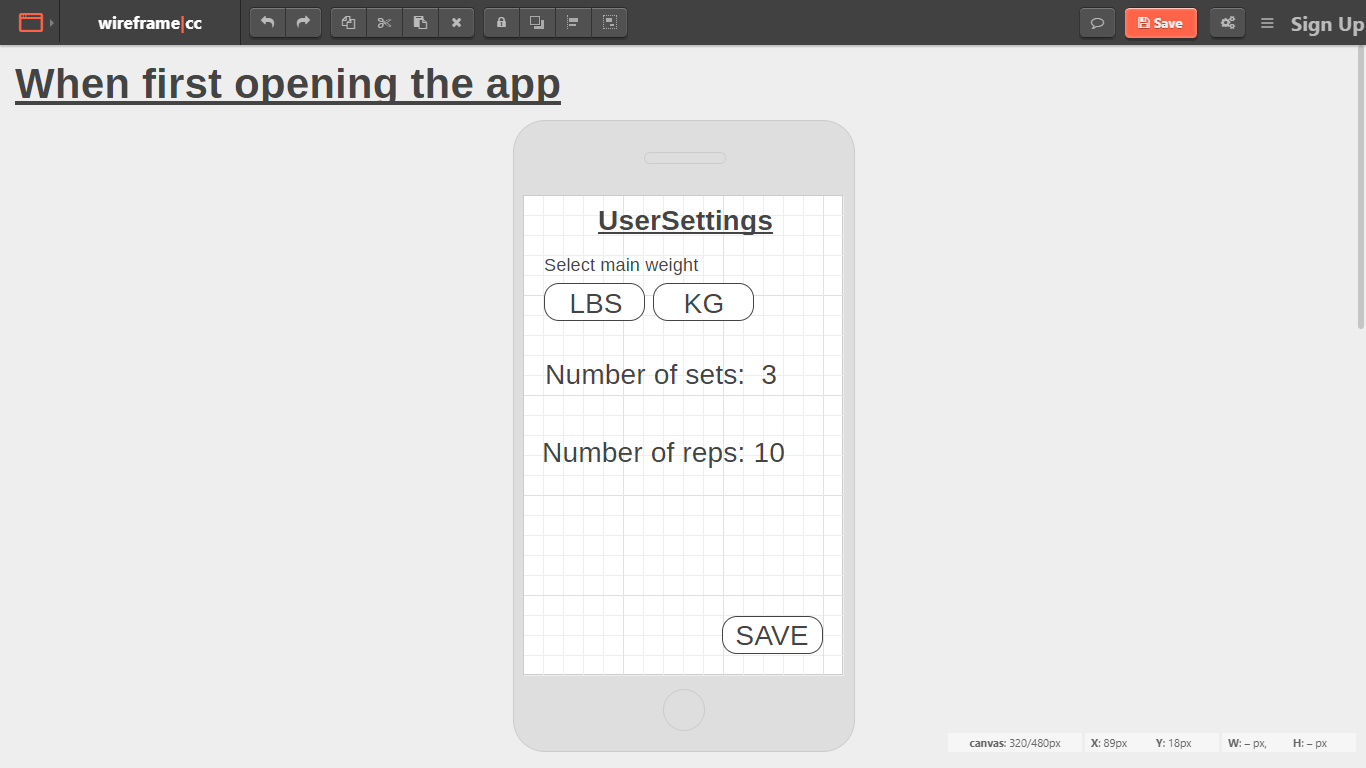 wireframe|cc
Save
Sign Up
When first opening the app
UserSettings
Select main weight
LBS KG
Number of sets: 3
Number of reps: 10
SAVE
canvas: 320/480px X: 89px Y: 18px W: – px, H: – px